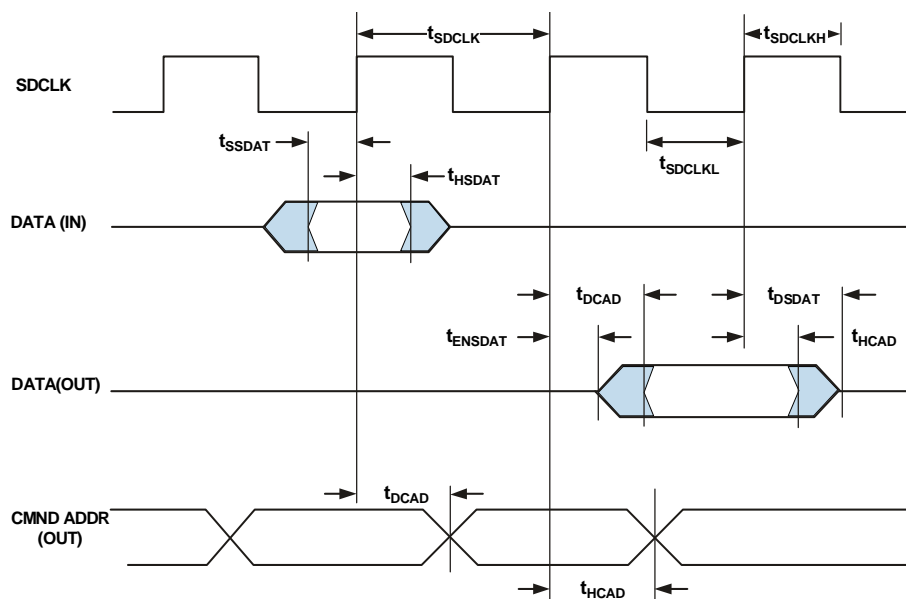 tSDCLK
tSDCLKH
SDCLK
tSSDAT
tHSDAT
tSDCLKL
DATA (IN)
tDCAD
tDSDAT
tENSDAT
tHCAD
DATA(OUT)
tDCAD
CMND ADDR
(OUT)
tHCAD